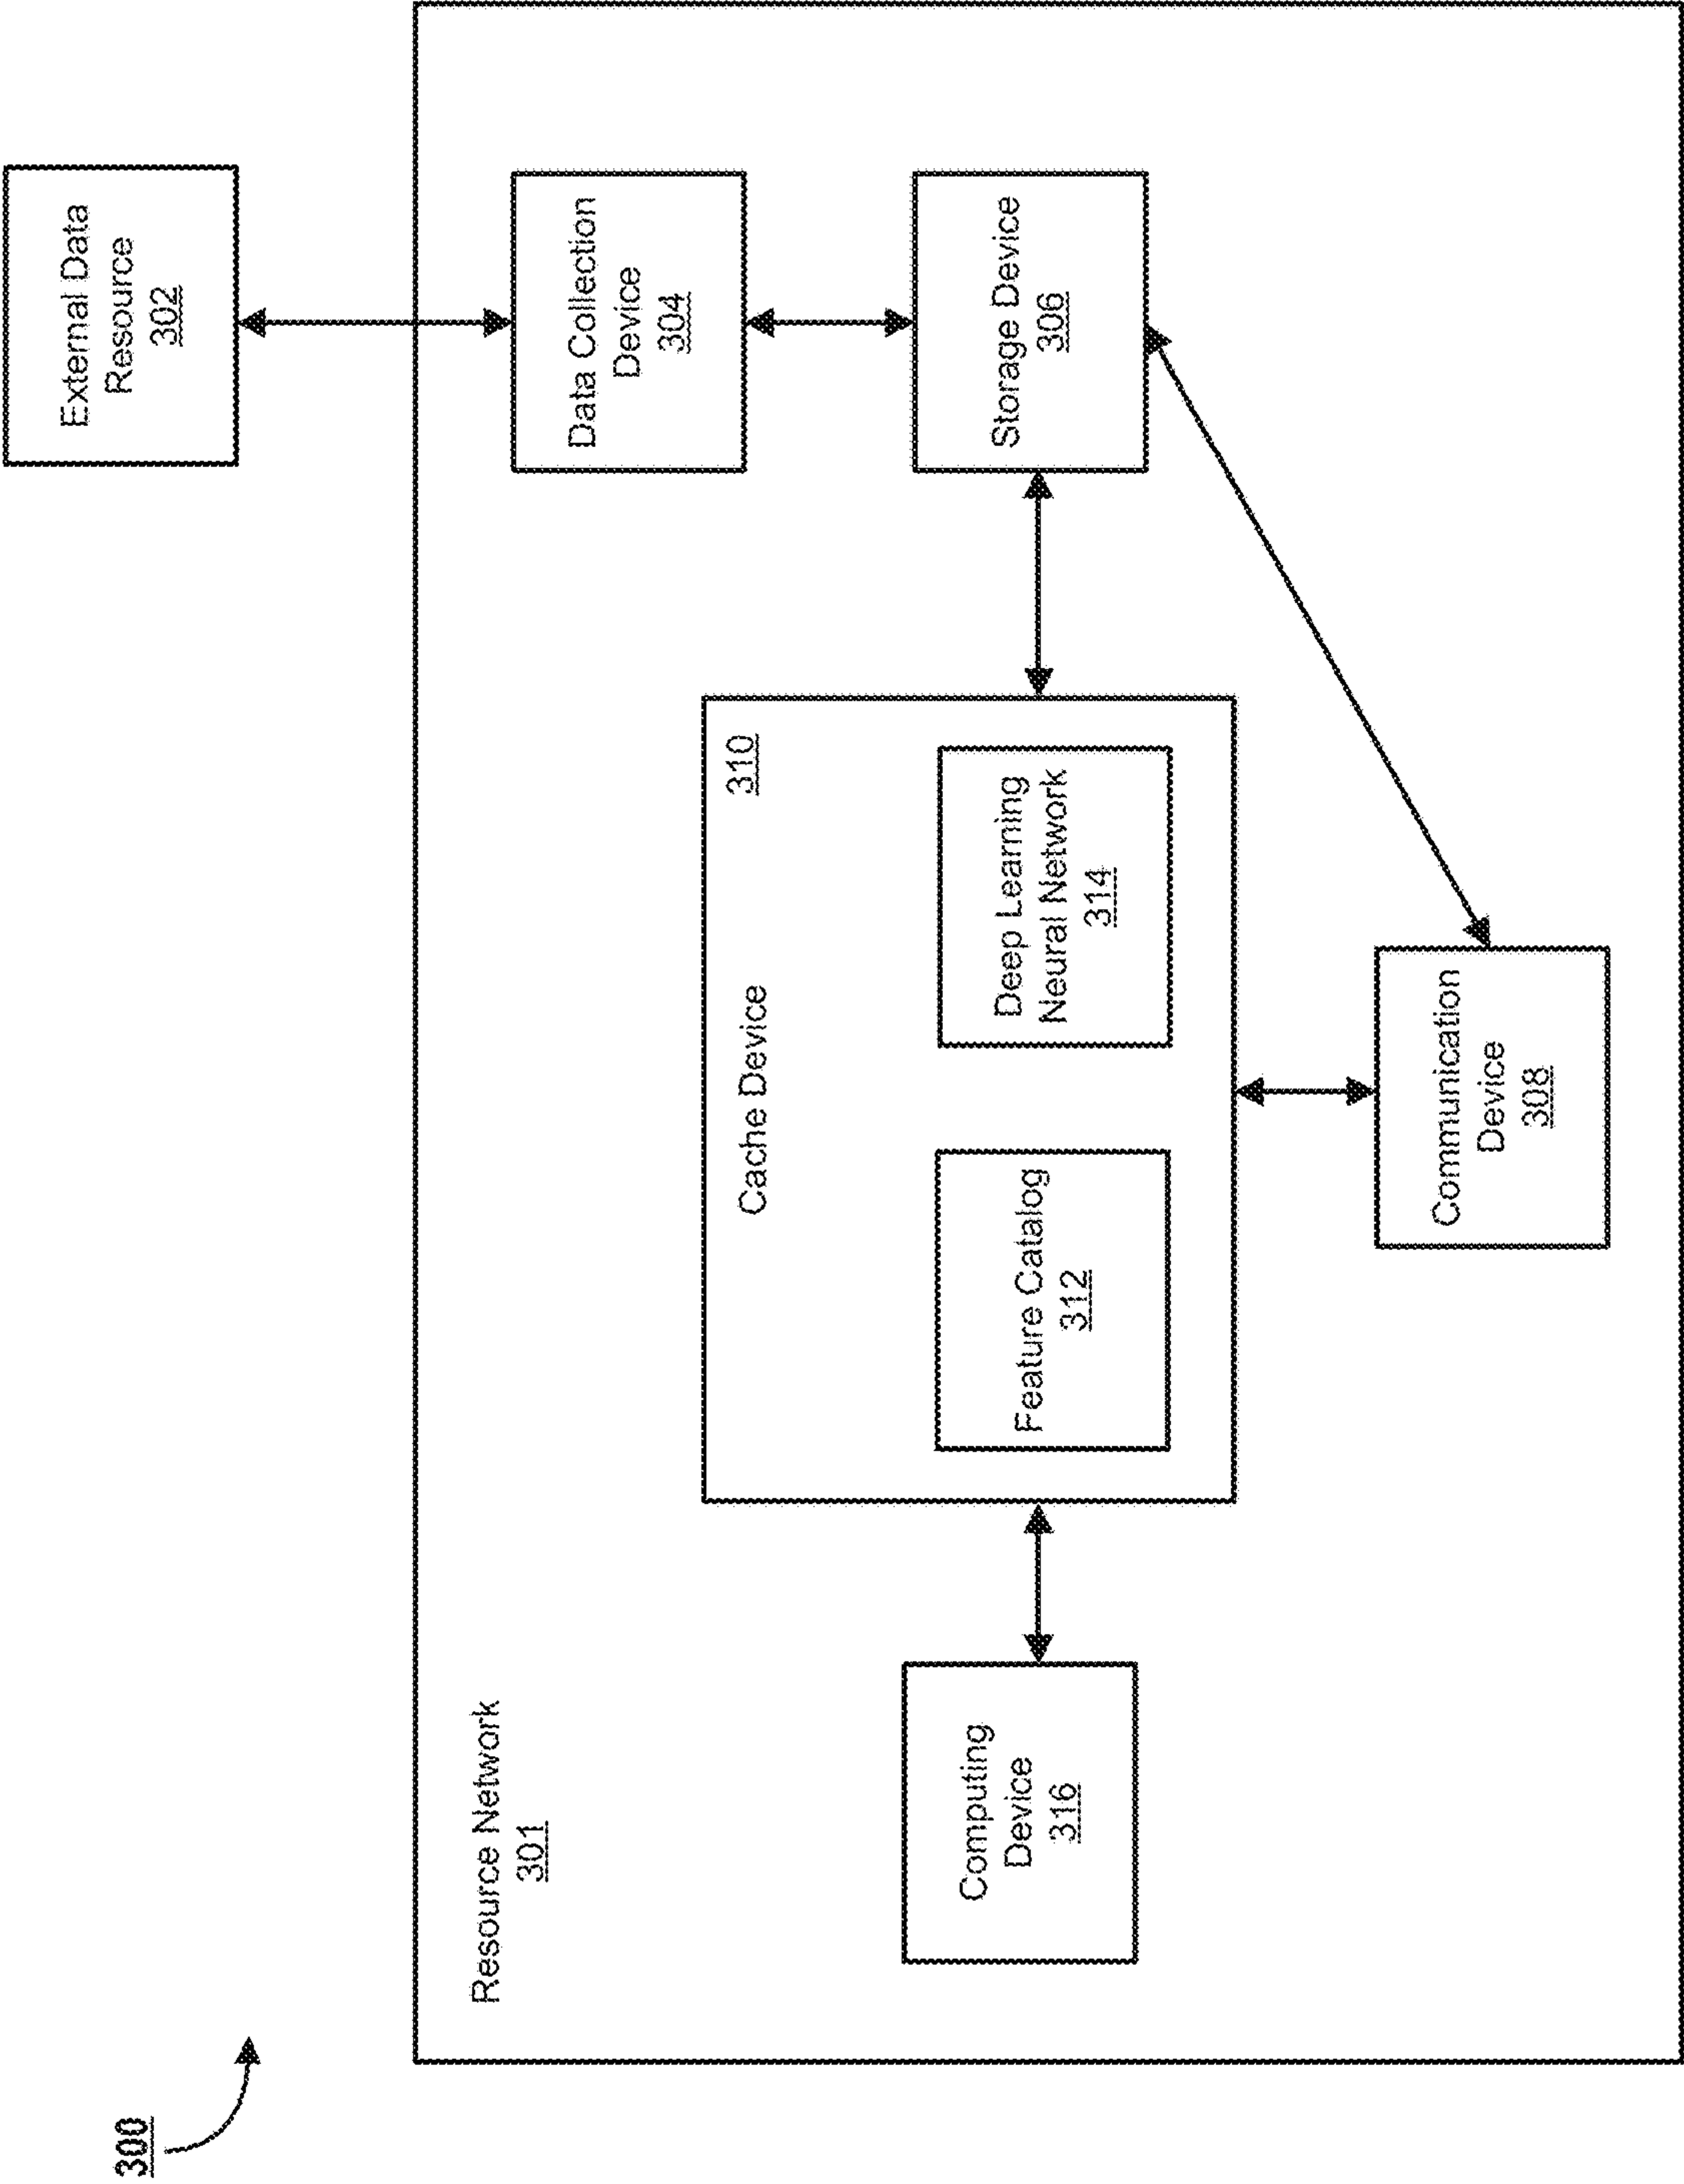 300
Resource Network
301
External Data
Resource
302
Data Collection
Device
304
Storage Device
306
Cache Device
310
Feature Catalog
312
Deep Learning
Neural Network
314
Computing
Device
316
Communication
Device
308